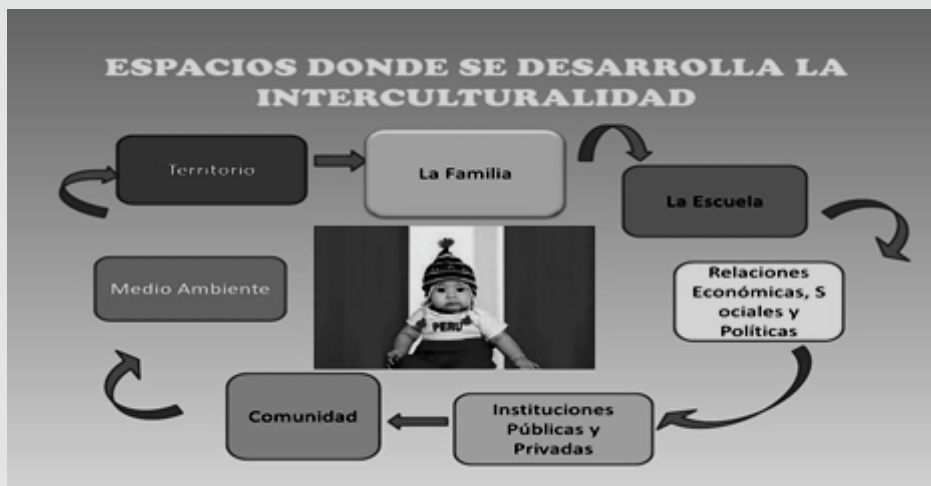 ESPACIOS DONDE SE DESARROLLA LA
INTERCULTURALIDAD
Territorio
La Familia
La Escuela
Relaciones
Económicas, S
ociales y
Políticas
Instituciones
Públicas y
Privadas
Comunidad
Medio Ambiente
PERU